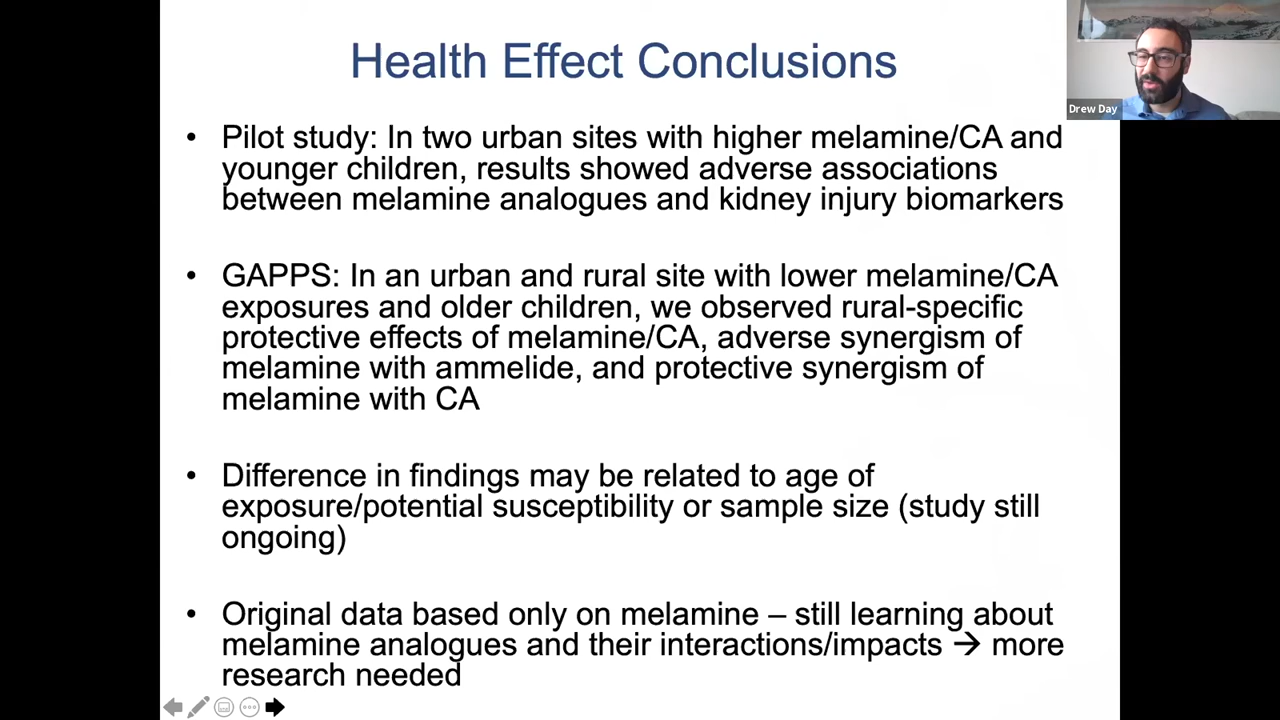 Health Effect Conclusions
Drew Day
• Pilot study: In two urban sites with higher melamine/CA and
younger children, results showed adverse associations
between melamine analogues and kidney injury biomarkers
• GAPPS: In an urban and rural site with lower melamine/CA
exposures and older children, we observed rural-specific
protective effects of melamine/CA, adverse synergism of
melamine with ammelide, and protective synergism of
melamine with CA
• Difference in findings may be related to age of
exposure/potential susceptibility or sample size (study still
ongoing)
• Original data based only on melamine – still learning about
melamine analogues and their interactions/impacts → more
research needed